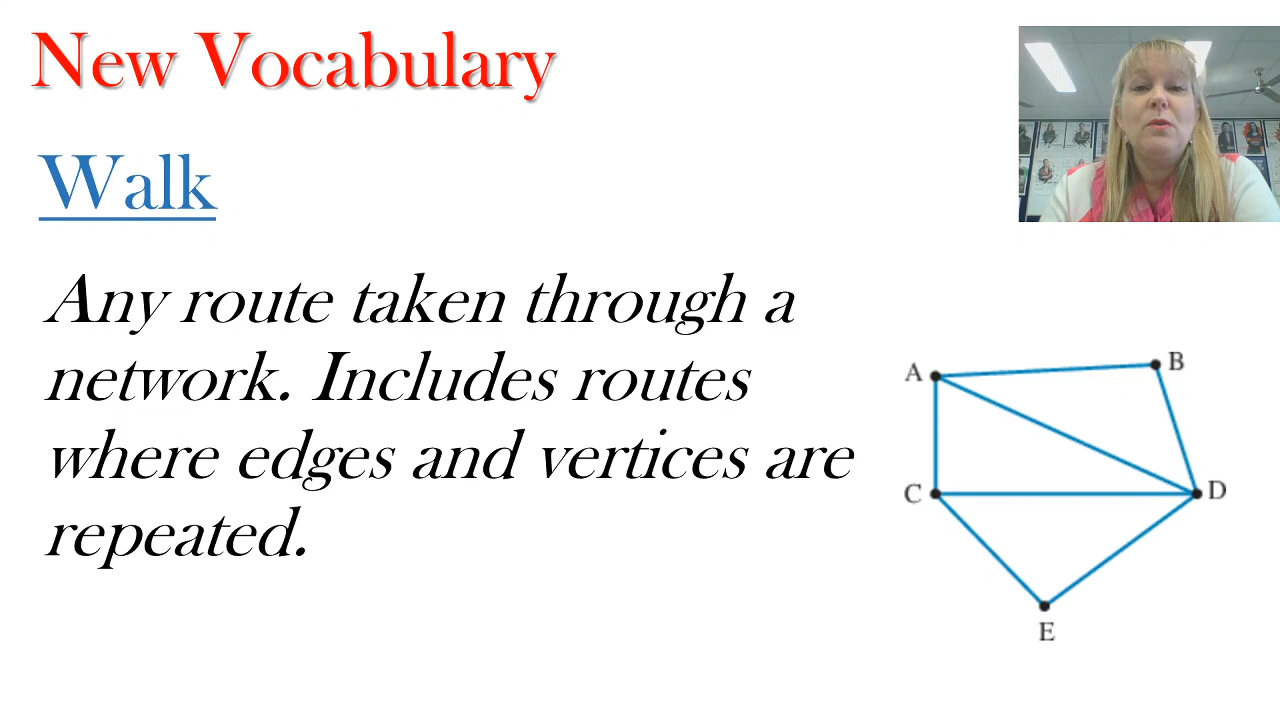 New Vocabulary
Walk
Any route taken through a
network. Includes routes
where edges and vertices are
repeated.
A
B
C
D
E